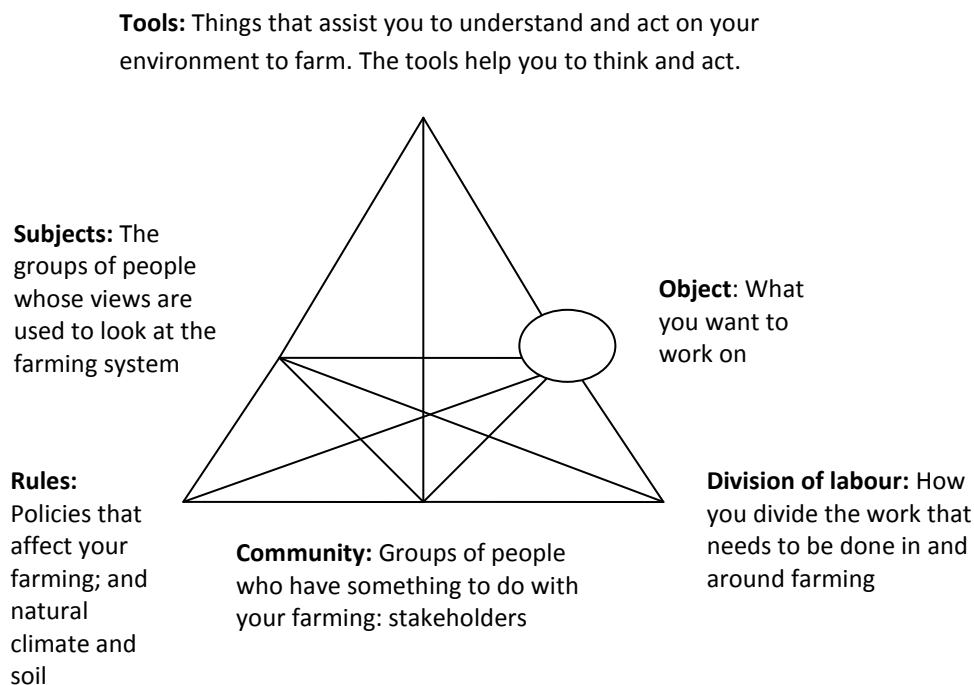 Tools: Things that assist you to understand and act on your
environment to farm. The tools help you to think and act.
Subjects: The
groups of people
whose views are
used to look at the
farming system
Object: What
you want to
work on
Rules:
Policies that
affect your
farming; and
natural
climate and
soil
Community: Groups of people
who have something to do with
your farming: stakeholders
Division of labour: How
you divide the work that
needs to be done in and
around farming